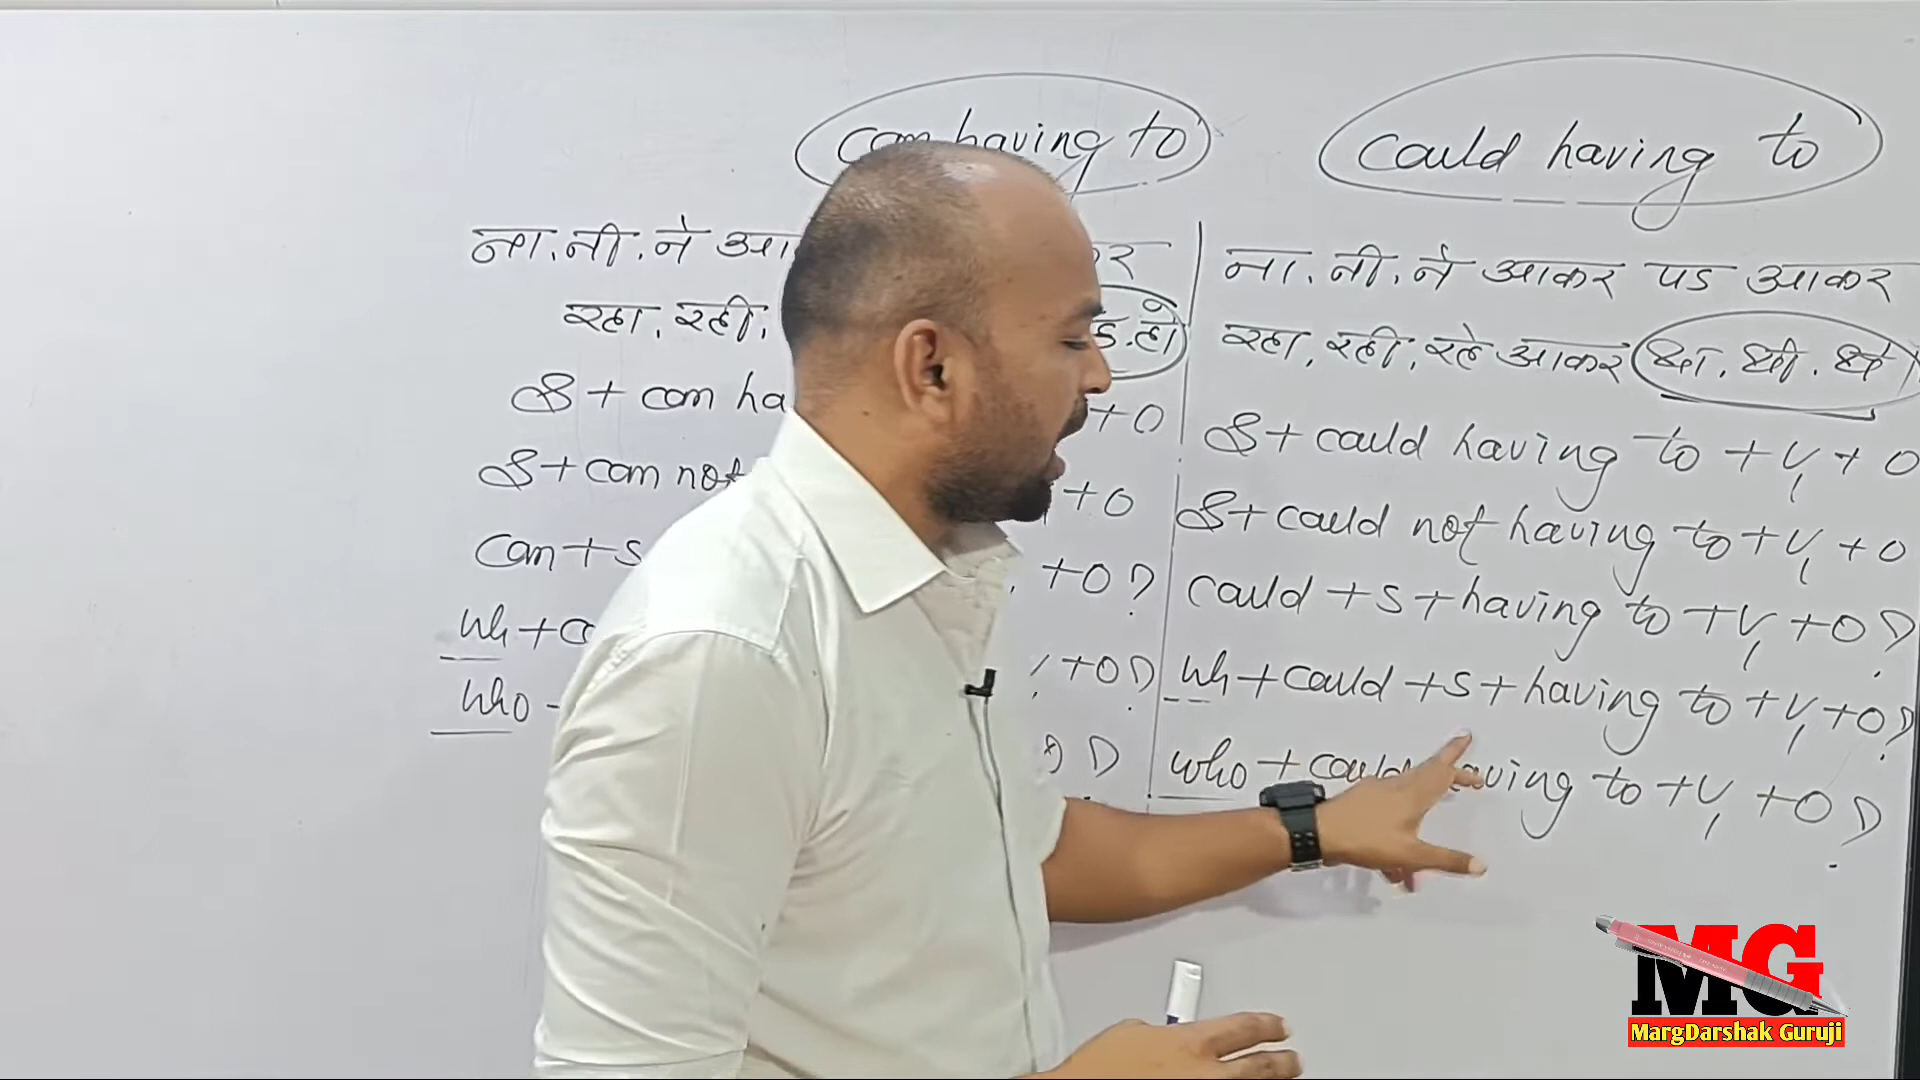 can having to
ना. नी. ने आ
रहा. रही.
S + can ha + O
S + can not + O
can + S + O ?
wh + c + O ?
who - ?
could having to
ना. नी. ने आकर पड आकर
रहा. रही. रहे आकर था. थी. थे
S + could having to + V1 + O
S + could not having to + V1 + O
could + S + having to + V1 + O ?
wh + could + S + having to + V1 + O ?
who + could having to + V1 + O ?
MG
MargDarshak Guruji